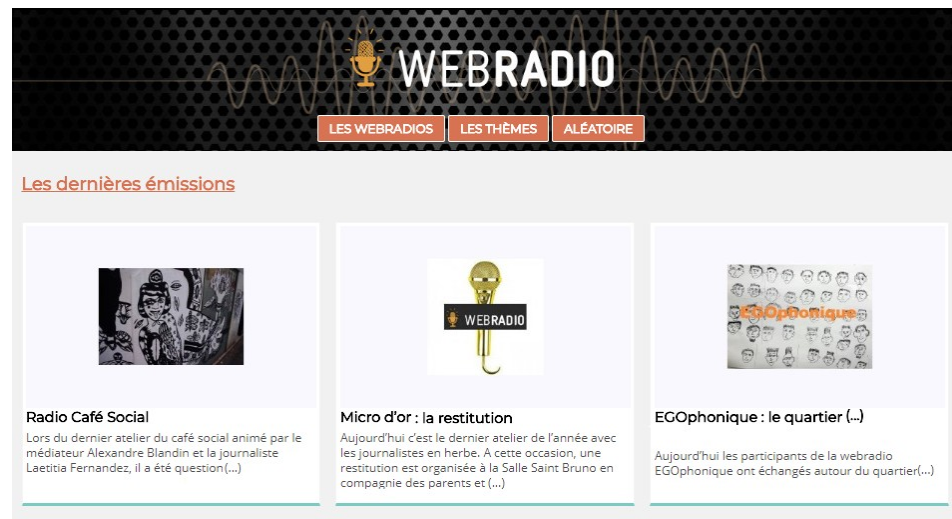 WEBRADIO
LES WEBRADIOS LES THÈMES ALÉATOIRE
Les dernières émissions
WEBRADIO
EGOphonique
Radio Café Social
Lors du dernier atelier du café social animé par le
médiateur Alexandre Blandin et la journaliste
Laetitia Fernandez, il a été question(...)
Micro d'or : la restitution
Aujourd'hui c'est le dernier atelier de l'année avec
les journalistes en herbe. A cette occasion, une
restitution est organisée à la Salle Saint Bruno en
compagnie des parents et (...)
EGOphonique : le quartier (...)
Aujourd'hui les participants de la webradio
EGOphonique ont échangés autour du quartier(...)